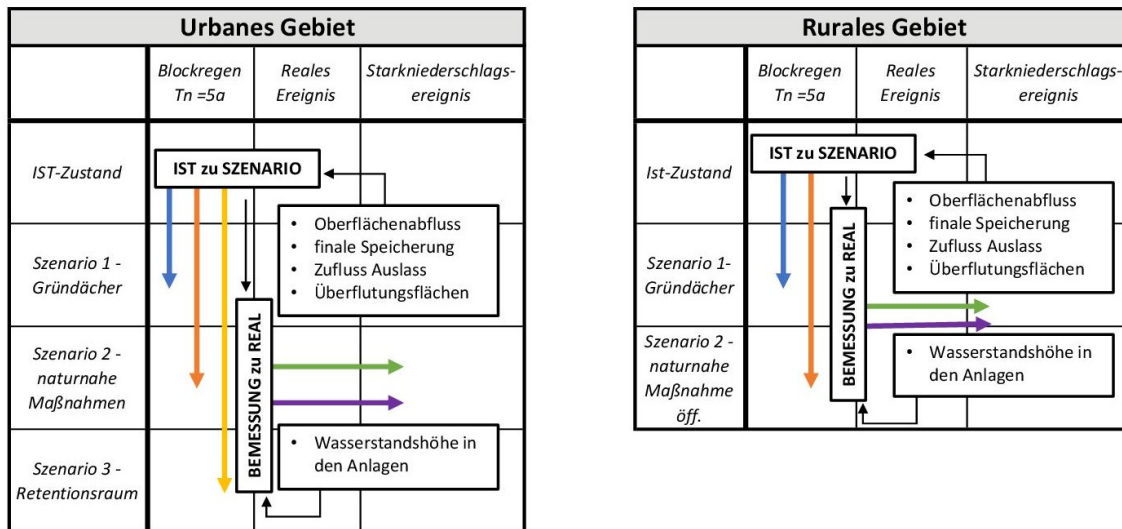 Urbanes Gebiet
Blockregen
Tn =5a
Reales
Ereignis
Starkniederschlags-
ereignis
IST-Zustand
IST zu SZENARIO
• Oberflächenabfluss
• finale Speicherung
• Zufluss Auslass
• Überflutungsflächen
Szenario 1 -
Gründächer
BEMESSUNG zu REAL
Szenario 2 -
naturnahe
Maßnahmen
• Wasserstandshöhe in
den Anlagen
Szenario 3 -
Retentionsraum
Rurales Gebiet
Blockregen
Tn =5a
Reales
Ereignis
Starkniederschlags-
ereignis
Ist-Zustand
IST zu SZENARIO
• Oberflächenabfluss
• finale Speicherung
• Zufluss Auslass
• Überflutungsflächen
Szenario 1-
Gründächer
BEMESSUNG zu REAL
Szenario 2 -
naturnahe
Maßnahme
öff.
• Wasserstandshöhe in
den Anlagen